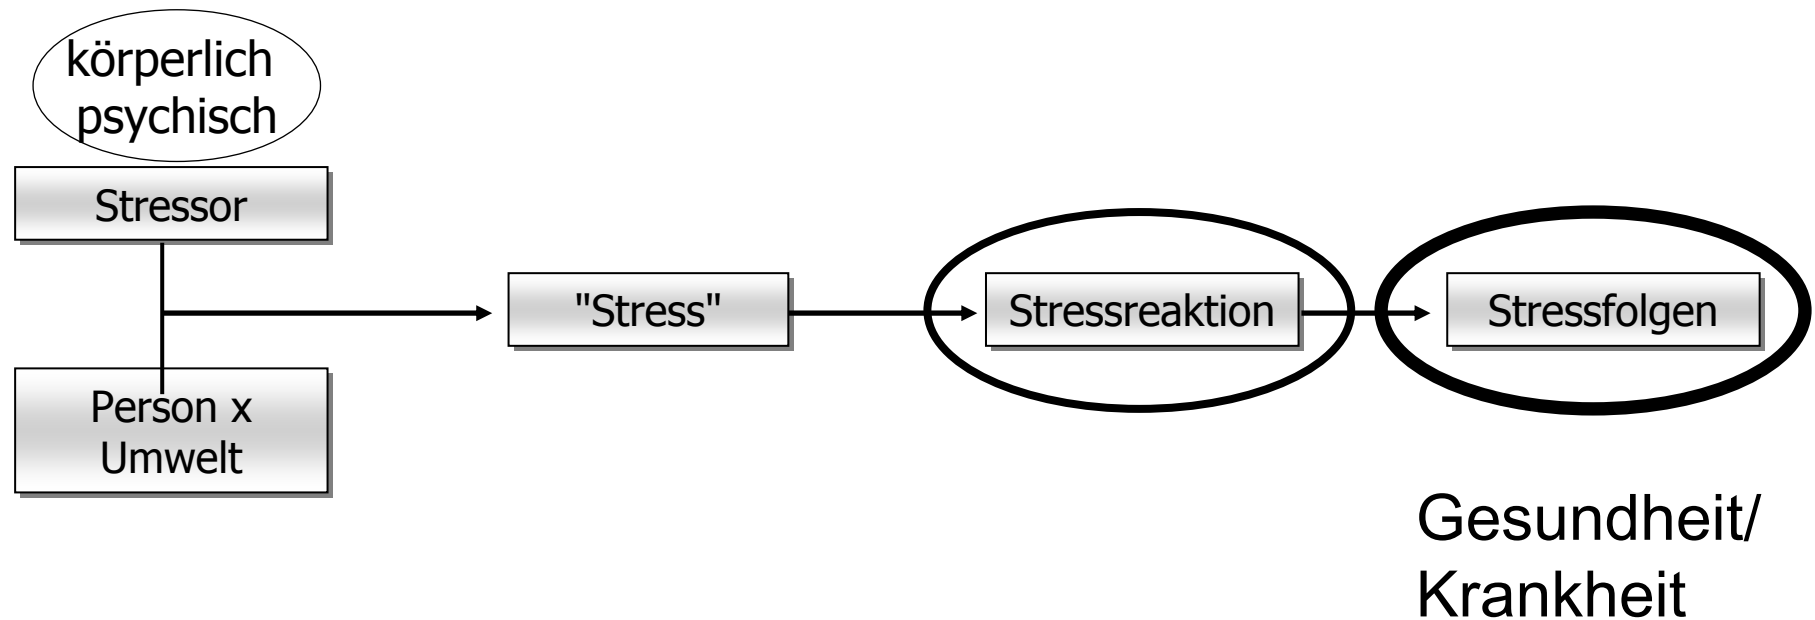 körperlich
psychisch
Stressor
Person x
Umwelt
"Stress"
Stressreaktion
Stressfolgen
Gesundheit/
Krankheit